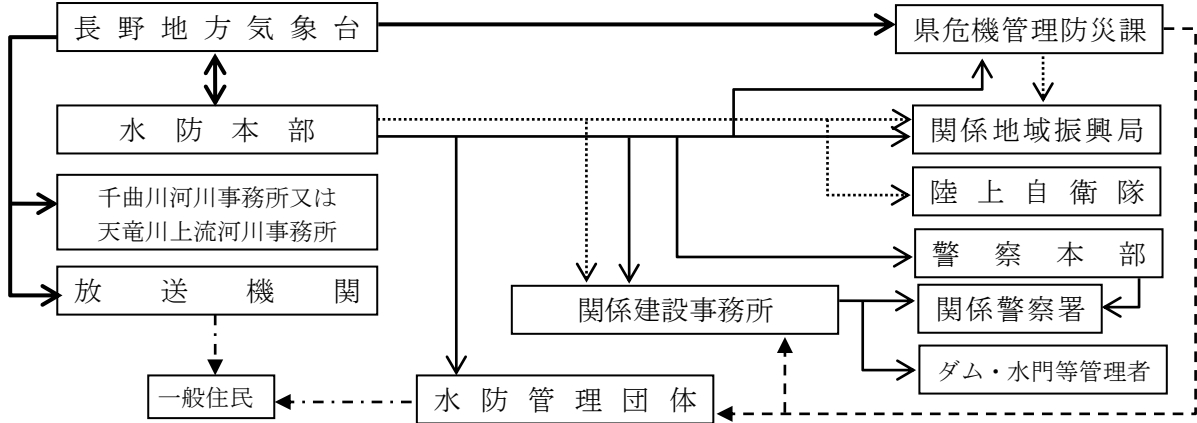 長野地方気象台
県危機管理防災課
水防本部
関係地域振興局
千曲川河川事務所又は
天竜川上流河川事務所
陸上自衛隊
警察本部
放送機関
関係建設事務所
関係警察署
ダム・水門等管理者
一般住民
水防管理団体